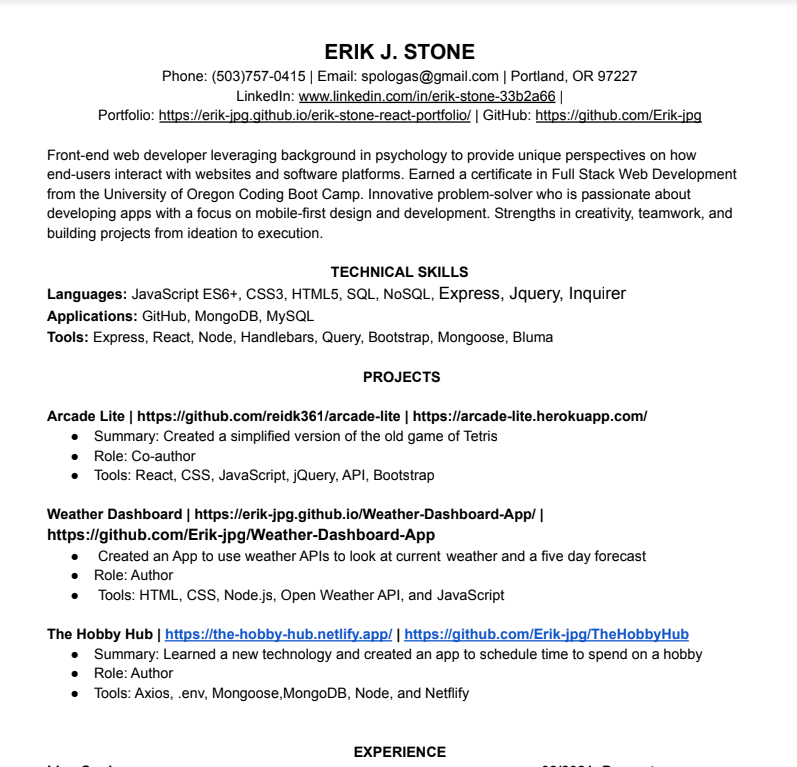 ERIK J. STONE
Phone: (503)757-0415 | Email: spologas@gmail.com | Portland, OR 97227
LinkedIn: www.linkedin.com/in/erik-stone-33b2a66 |
Portfolio: https://erik-jpg.github.io/erik-stone-react-portfolio/ | GitHub: https://github.com/Erik-jpg
Front-end web developer leveraging background in psychology to provide unique perspectives on how
end-users interact with websites and software platforms. Earned a certificate in Full Stack Web Development
from the University of Oregon Coding Boot Camp. Innovative problem-solver who is passionate about
developing apps with a focus on mobile-first design and development. Strengths in creativity, teamwork, and
building projects from ideation to execution.
TECHNICAL SKILLS
Languages: JavaScript ES6+, CSS3, HTML5, SQL, NoSQL, Express, Jquery, Inquirer
Applications: GitHub, MongoDB, MySQL
Tools: Express, React, Node, Handlebars, Query, Bootstrap, Mongoose, Bluma
PROJECTS
Arcade Lite | https://github.com/reidk361/arcade-lite | https://arcade-lite.herokuapp.com/
● Summary: Created a simplified version of the old game of Tetris
● Role: Co-author
● Tools: React, CSS, JavaScript, jQuery, API, Bootstrap
Weather Dashboard | https://erik-jpg.github.io/Weather-Dashboard-App/ |
https://github.com/Erik-jpg/Weather-Dashboard-App
● Created an App to use weather APIs to look at current weather and a five day forecast
● Role: Author
● Tools: HTML, CSS, Node.js, Open Weather API, and JavaScript
The Hobby Hub | https://the-hobby-hub.netlify.app/ | https://github.com/Erik-jpg/TheHobbyHub
● Summary: Learned a new technology and created an app to schedule time to spend on a hobby
● Role: Author
● Tools: Axios, .env, Mongoose,MongoDB, Node, and Netflify
EXPERIENCE